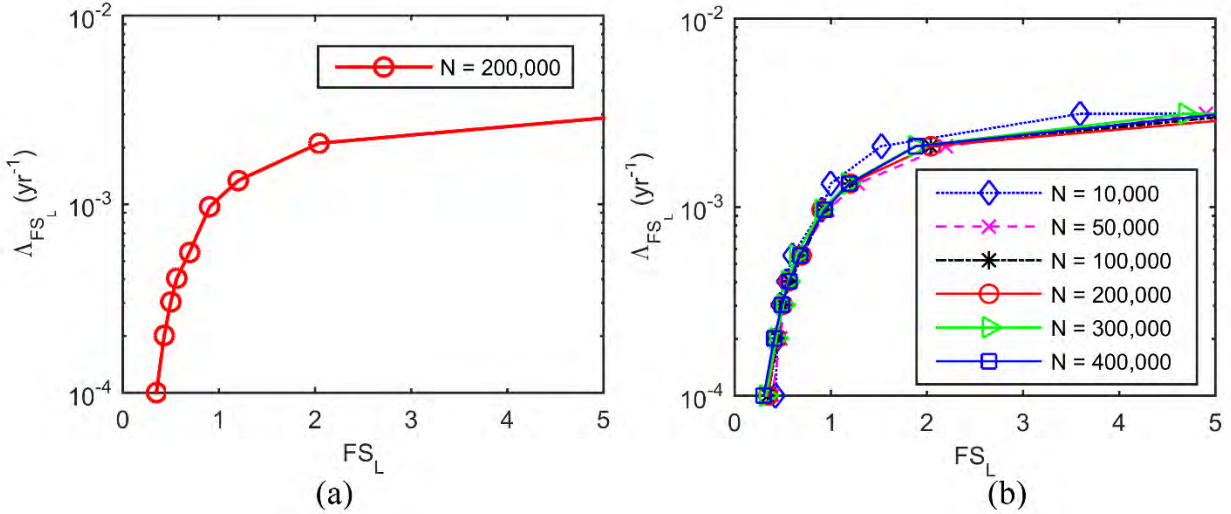 10⁻²
N = 200,000
Λ_FS_L (yr⁻¹)
10⁻³
10⁻⁴
0 1 2 3 4 5
FS_L
(a)
10⁻²
Λ_FS_L (yr⁻¹)
10⁻³
N = 10,000
N = 50,000
N = 100,000
N = 200,000
N = 300,000
N = 400,000
10⁻⁴
0 1 2 3 4 5
FS_L
(b)